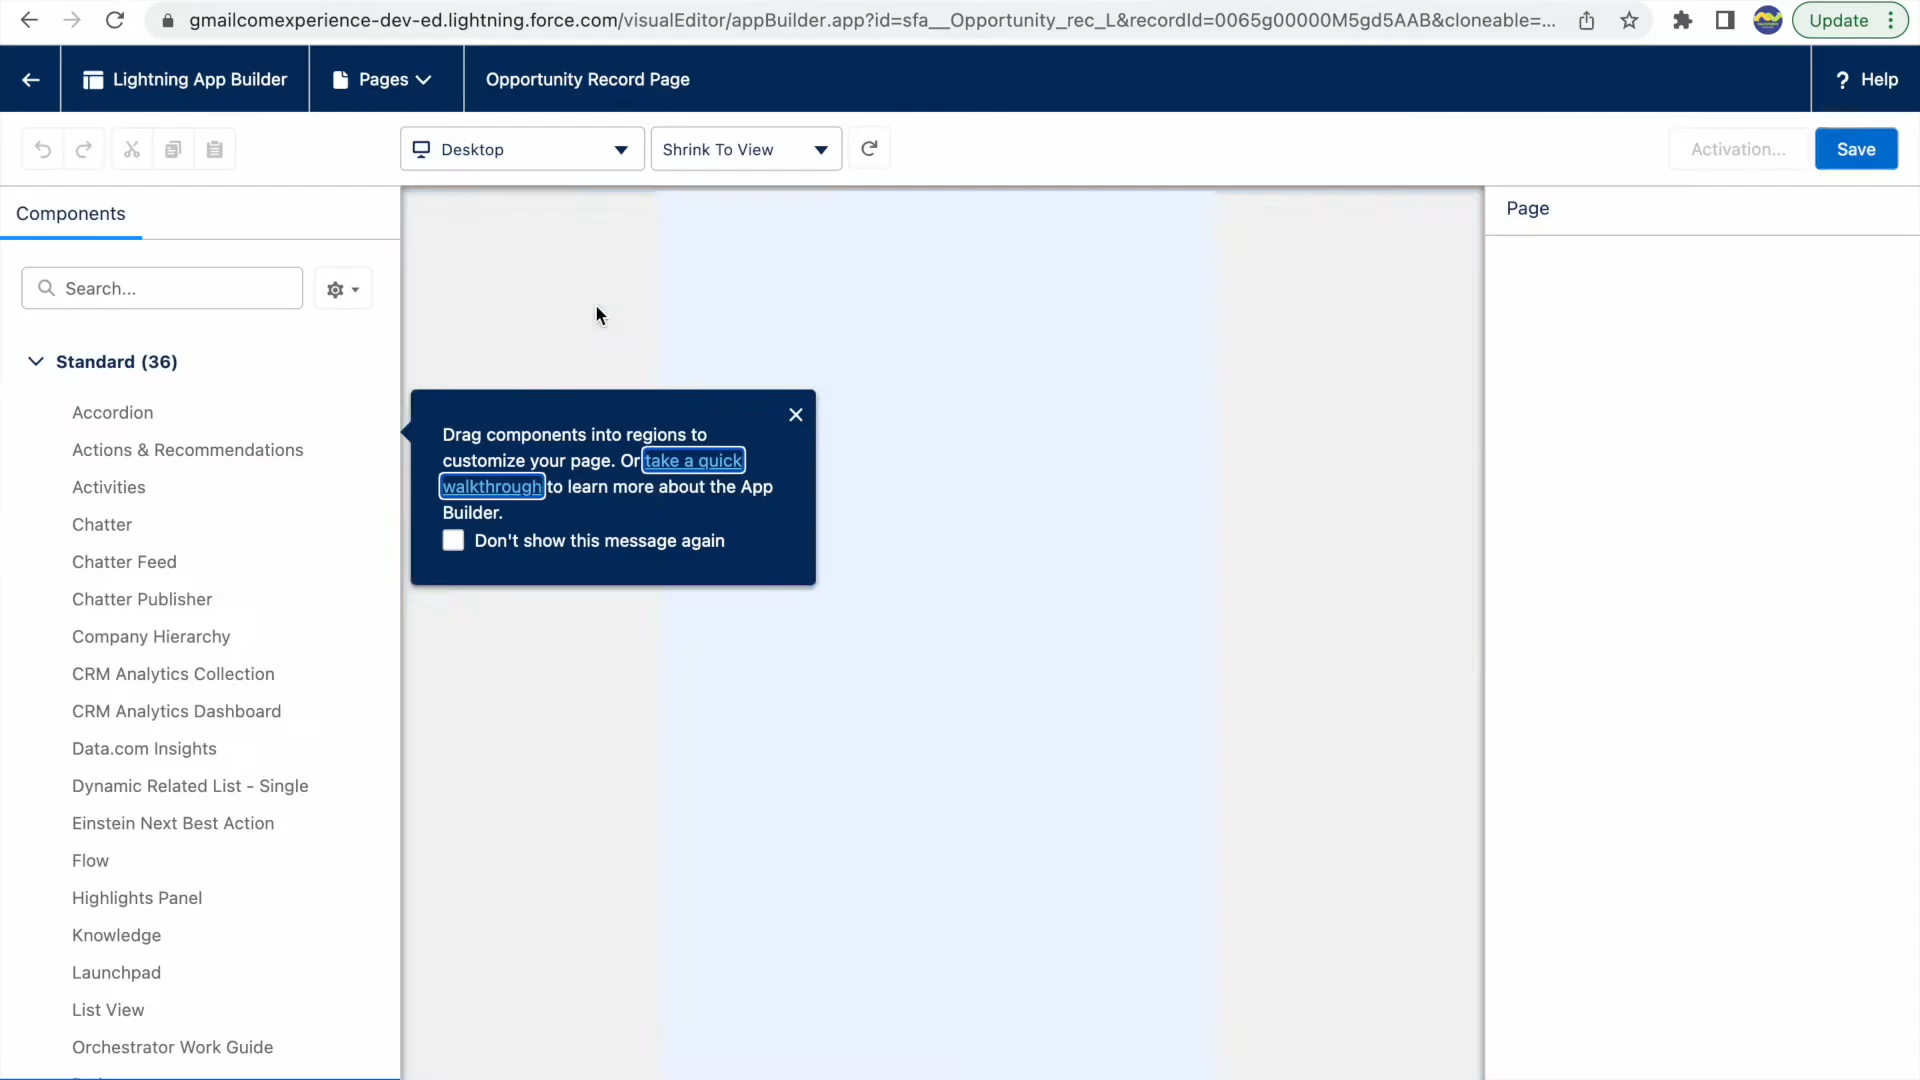 gmailcomexperience-dev-ed.lightning.force.com/visualEditor/appBuilder.app?id=sfa__Opportunity_rec_L&recordId=0065g00000M5gd5AAB&cloneable=...
Update
Lightning App Builder
Pages
Opportunity Record Page
? Help
Desktop
Shrink To View
Activation...
Save
Components
Page
Search...
Standard (36)
Accordion
Actions & Recommendations
Activities
Chatter
Chatter Feed
Chatter Publisher
Company Hierarchy
CRM Analytics Collection
CRM Analytics Dashboard
Data.com Insights
Dynamic Related List - Single
Einstein Next Best Action
Flow
Highlights Panel
Knowledge
Launchpad
List View
Orchestrator Work Guide
Drag components into regions to
customize your page. Or take a quick
walkthrough to learn more about the App
Builder.
Don't show this message again